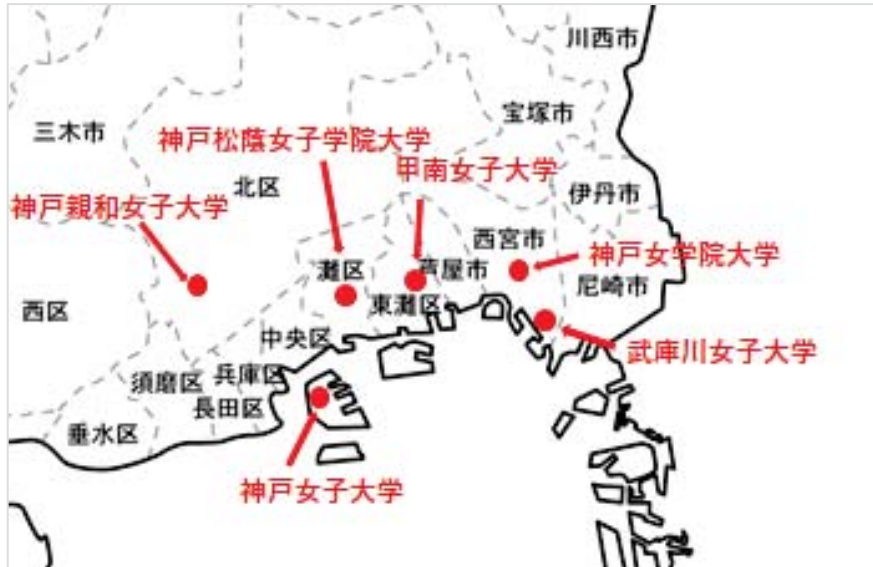 川西市
宝塚市
三木市
神戸松蔭女子学院大学
甲南女子大学
北区
伊丹市
神戸親和女子大学
西宮市
神戸女学院大学
灘区
芦屋市
尼崎市
西区
東灘区
中央区
武庫川女子大学
須磨区
兵庫区
長田区
垂水区
神戸女子大学